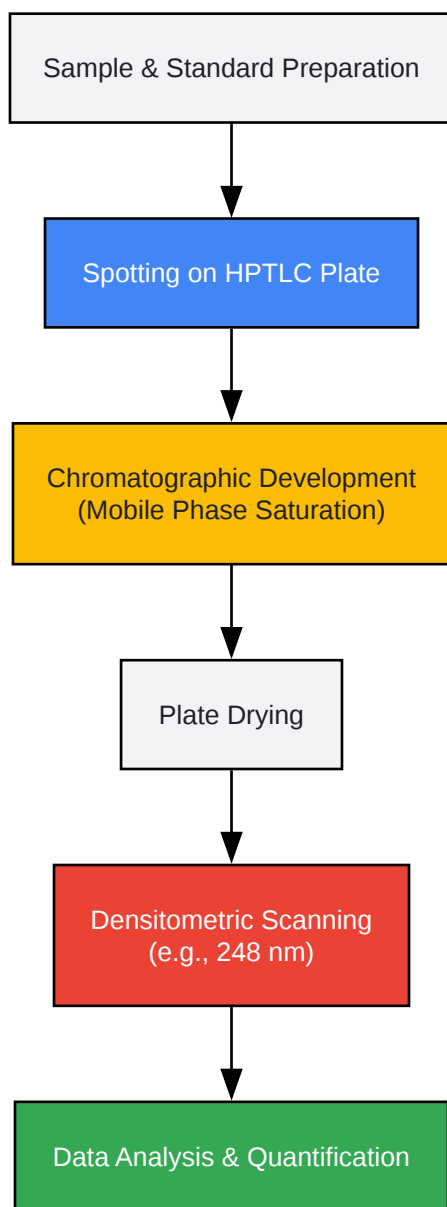 Sample & Standard Preparation
Spotting on HPTLC Plate
Chromatographic Development
(Mobile Phase Saturation)
Plate Drying
Densitometric Scanning
(e.g., 248 nm)
Data Analysis & Quantification